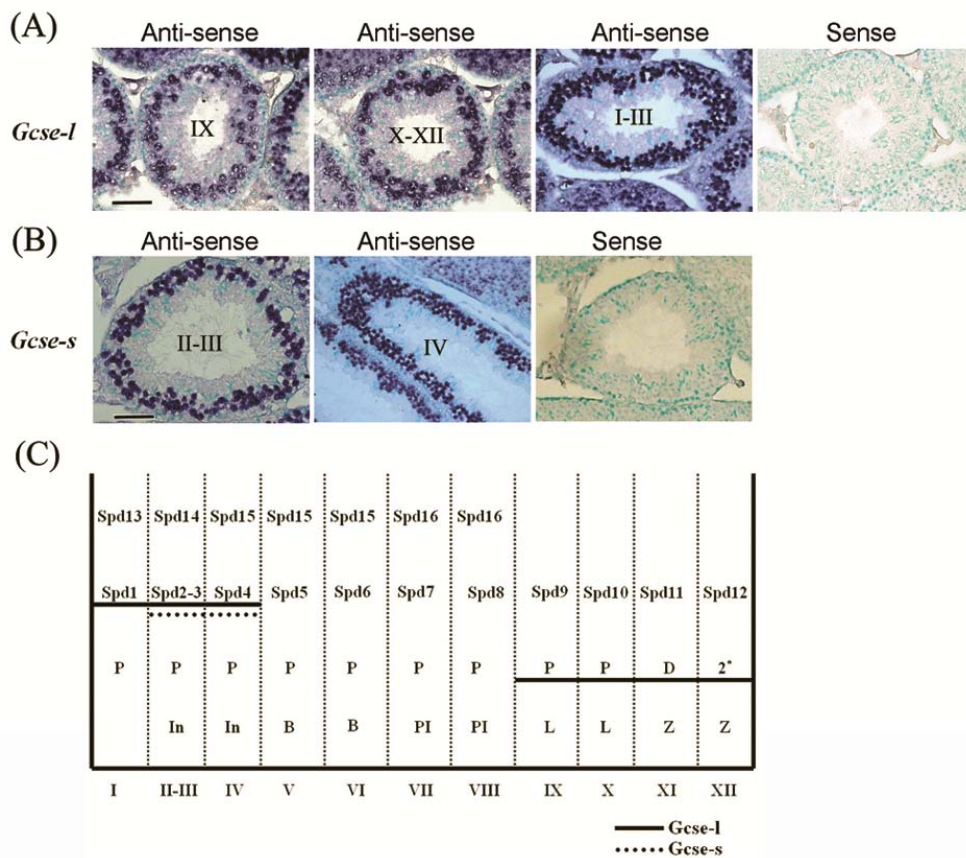 (A)
Anti-sense Anti-sense Anti-sense Sense
Gcse-l
IX X-XII I-III
(B)
Anti-sense Anti-sense Sense
Gcse-s
II-III IV
(C)
Spd13 Spd14 Spd15 Spd15 Spd15 Spd16 Spd16
Spd1 Spd2-3 Spd4 Spd5 Spd6 Spd7 Spd8 Spd9 Spd10 Spd11 Spd12
P P P P P P P P P D 2*
In In B B PI PI L L Z Z
I II-III IV V VI VII VIII IX X XI XII
Gcse-l
Gcse-s